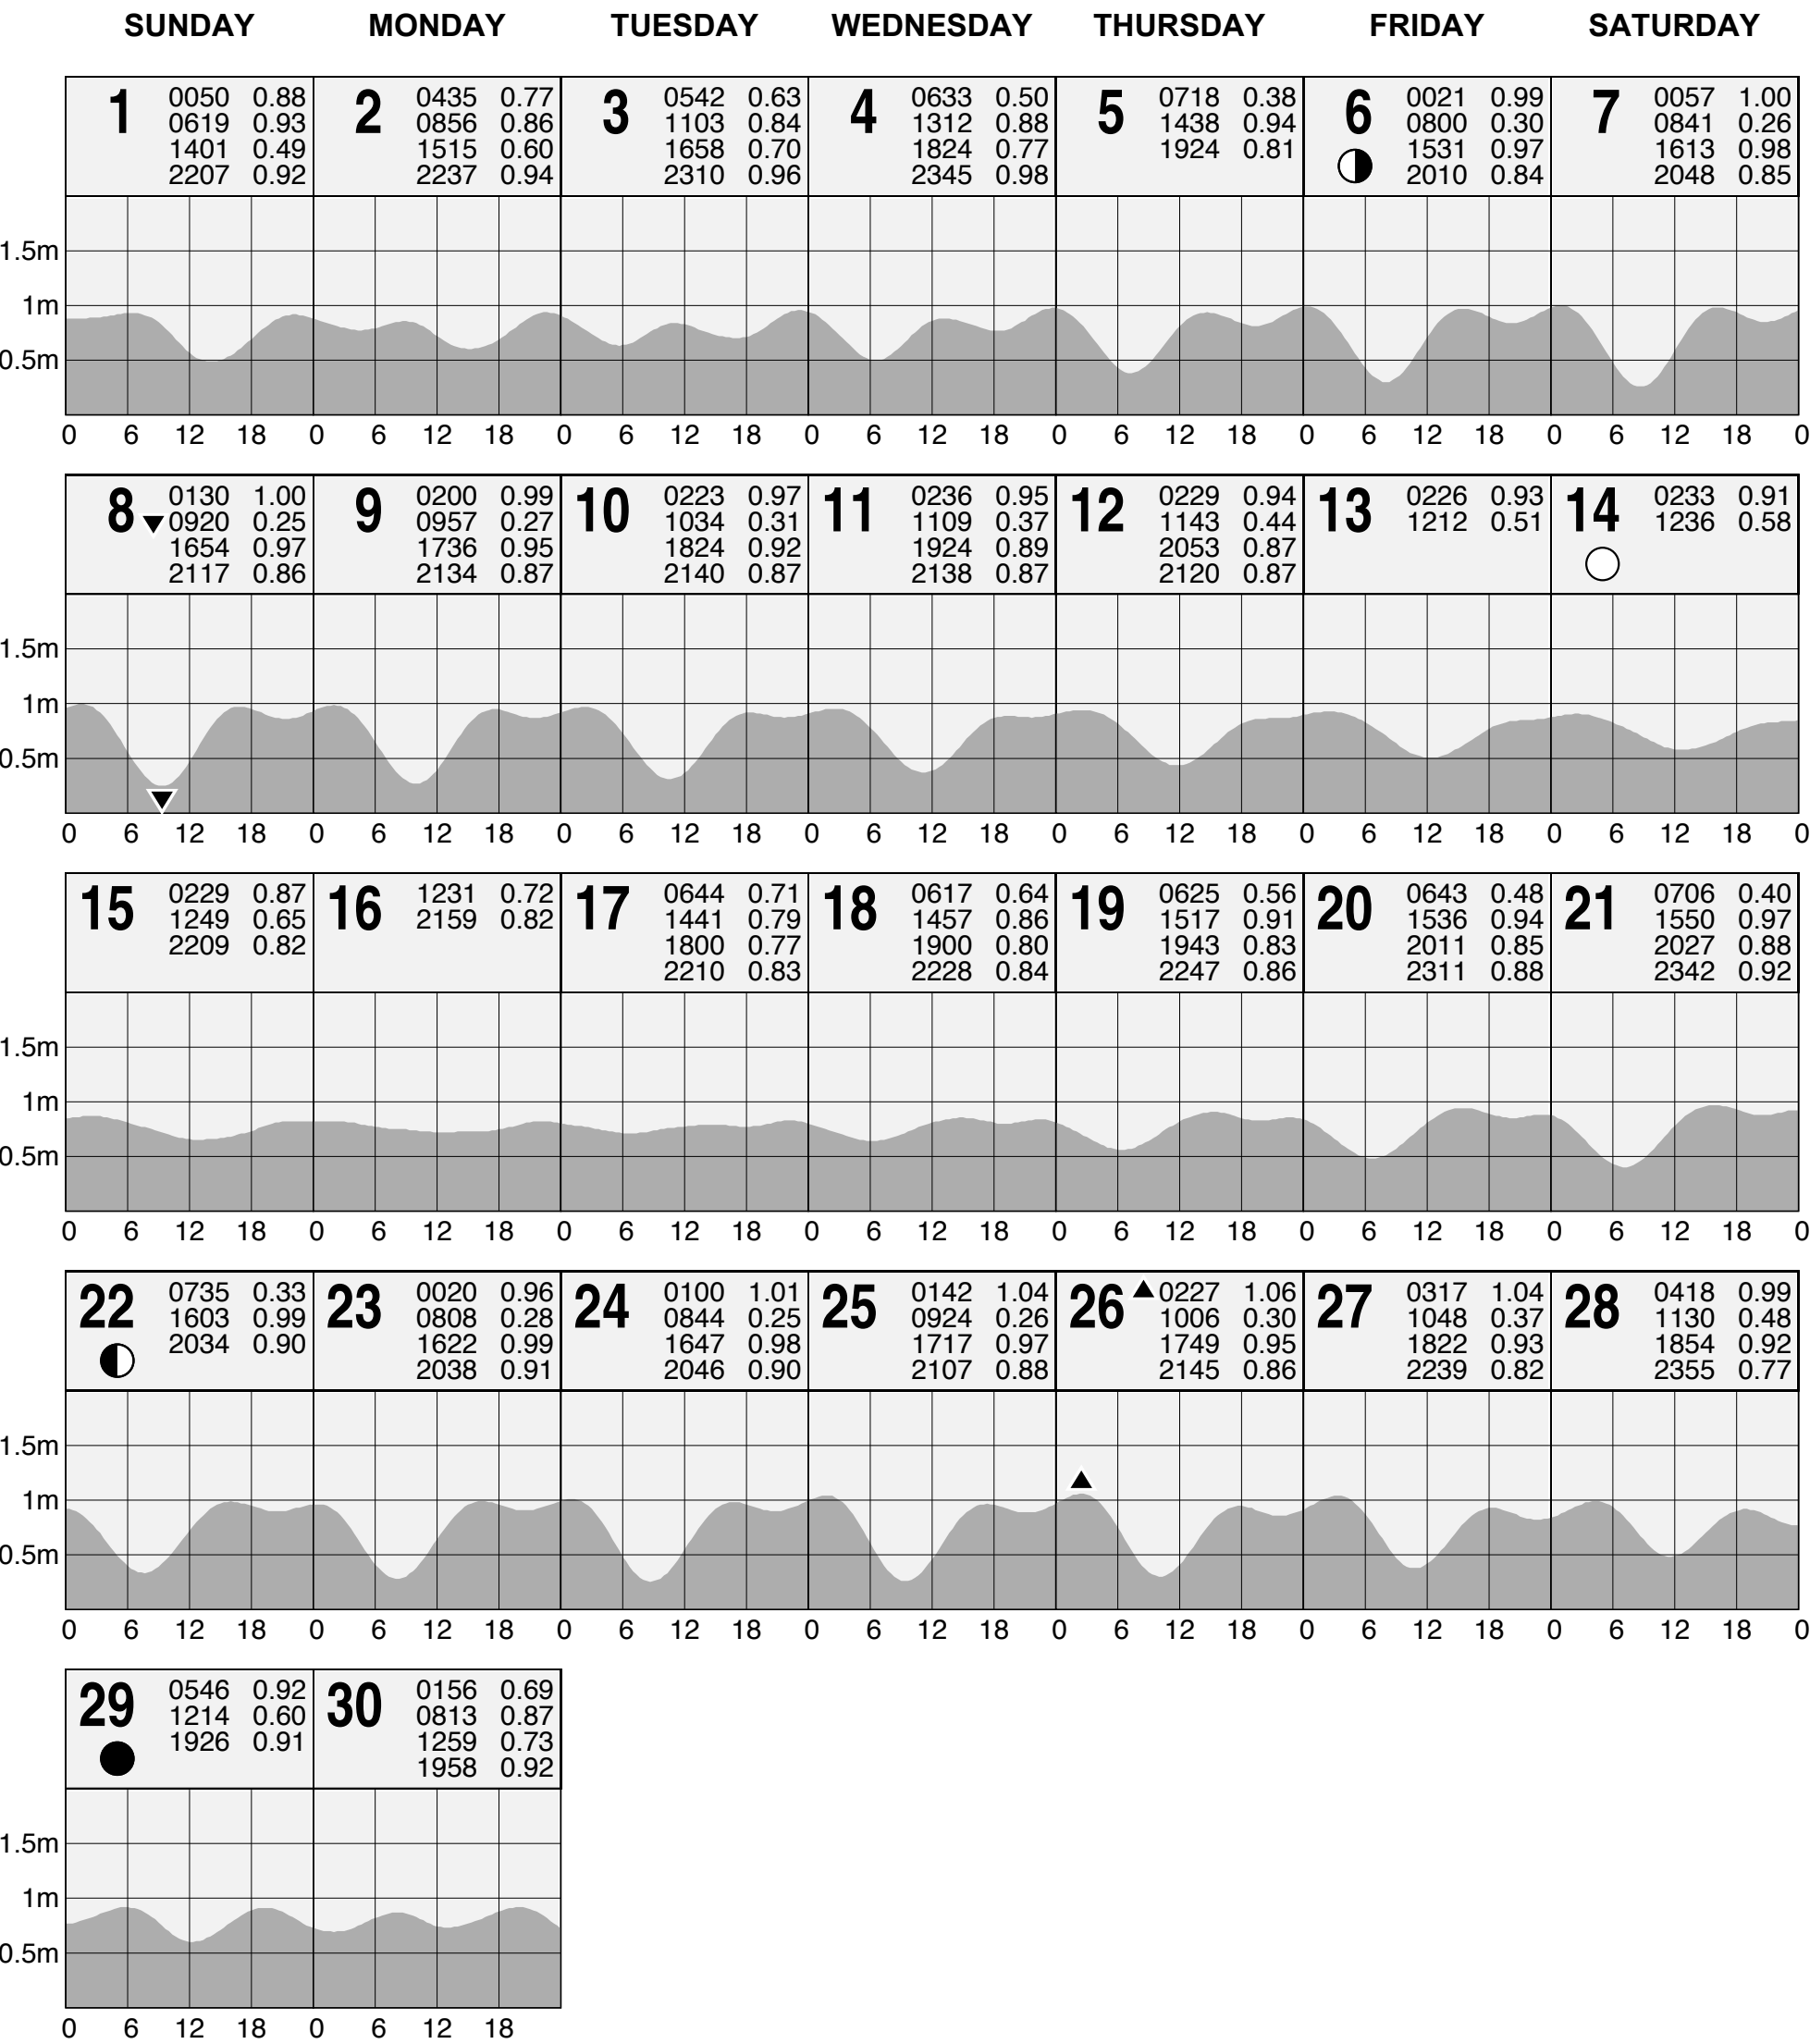 SUNDAY MONDAY TUESDAY WEDNESDAY THURSDAY FRIDAY SATURDAY
1 0050 0.88 2 0435 0.77 3 0542 0.63 4 0633 0.50 5 0718 0.38 6 0021 0.99 7 0057 1.00
0619 0.93 0856 0.86 1103 0.84 1312 0.88 1438 0.94 0800 0.30 0841 0.26
1401 0.49 1515 0.60 1658 0.70 1824 0.77 1924 0.81 1531 0.97 1613 0.98
2207 0.92 2237 0.94 2310 0.96 2345 0.98 2010 0.84 2048 0.85
1.5m
1m
0.5m
0 6 12 18 0 6 12 18 0 6 12 18 0 6 12 18 0 6 12 18 0 6 12 18 0 6 12 18 0
8 0130 1.00 9 0200 0.99 10 0223 0.97 11 0236 0.95 12 0229 0.94 13 0226 0.93 14 0233 0.91
0920 0.25 0957 0.27 1034 0.31 1109 0.37 1143 0.44 1212 0.51 1236 0.58
1654 0.97 1736 0.95 1824 0.92 1924 0.89 2053 0.87
2117 0.86 2134 0.87 2140 0.87 2138 0.87 2120 0.87
1.5m
1m
0.5m
0 6 12 18 0 6 12 18 0 6 12 18 0 6 12 18 0 6 12 18 0 6 12 18 0 6 12 18 0
15 0229 0.87 16 1231 0.72 17 0644 0.71 18 0617 0.64 19 0625 0.56 20 0643 0.48 21 0706 0.40
1249 0.65 2159 0.82 1441 0.79 1457 0.86 1517 0.91 1536 0.94 1550 0.97
2209 0.82 1800 0.77 1900 0.80 1943 0.83 2011 0.85 2027 0.88
2210 0.83 2228 0.84 2247 0.86 2311 0.88 2342 0.92
1.5m
1m
0.5m
0 6 12 18 0 6 12 18 0 6 12 18 0 6 12 18 0 6 12 18 0 6 12 18 0 6 12 18 0
22 0735 0.33 23 0020 0.96 24 0100 1.01 25 0142 1.04 26 0227 1.06 27 0317 1.04 28 0418 0.99
1603 0.99 0808 0.28 0844 0.25 0924 0.26 1006 0.30 1048 0.37 1130 0.48
2034 0.90 1622 0.99 1647 0.98 1717 0.97 1749 0.95 1822 0.93 1854 0.92
2038 0.91 2046 0.90 2107 0.88 2145 0.86 2239 0.82 2355 0.77
1.5m
1m
0.5m
0 6 12 18 0 6 12 18 0 6 12 18 0 6 12 18 0 6 12 18 0 6 12 18 0 6 12 18 0
29 0546 0.92 30 0156 0.69
1214 0.60 0813 0.87
1926 0.91 1259 0.73
1958 0.92
1.5m
1m
0.5m
0 6 12 18 0 6 12 18